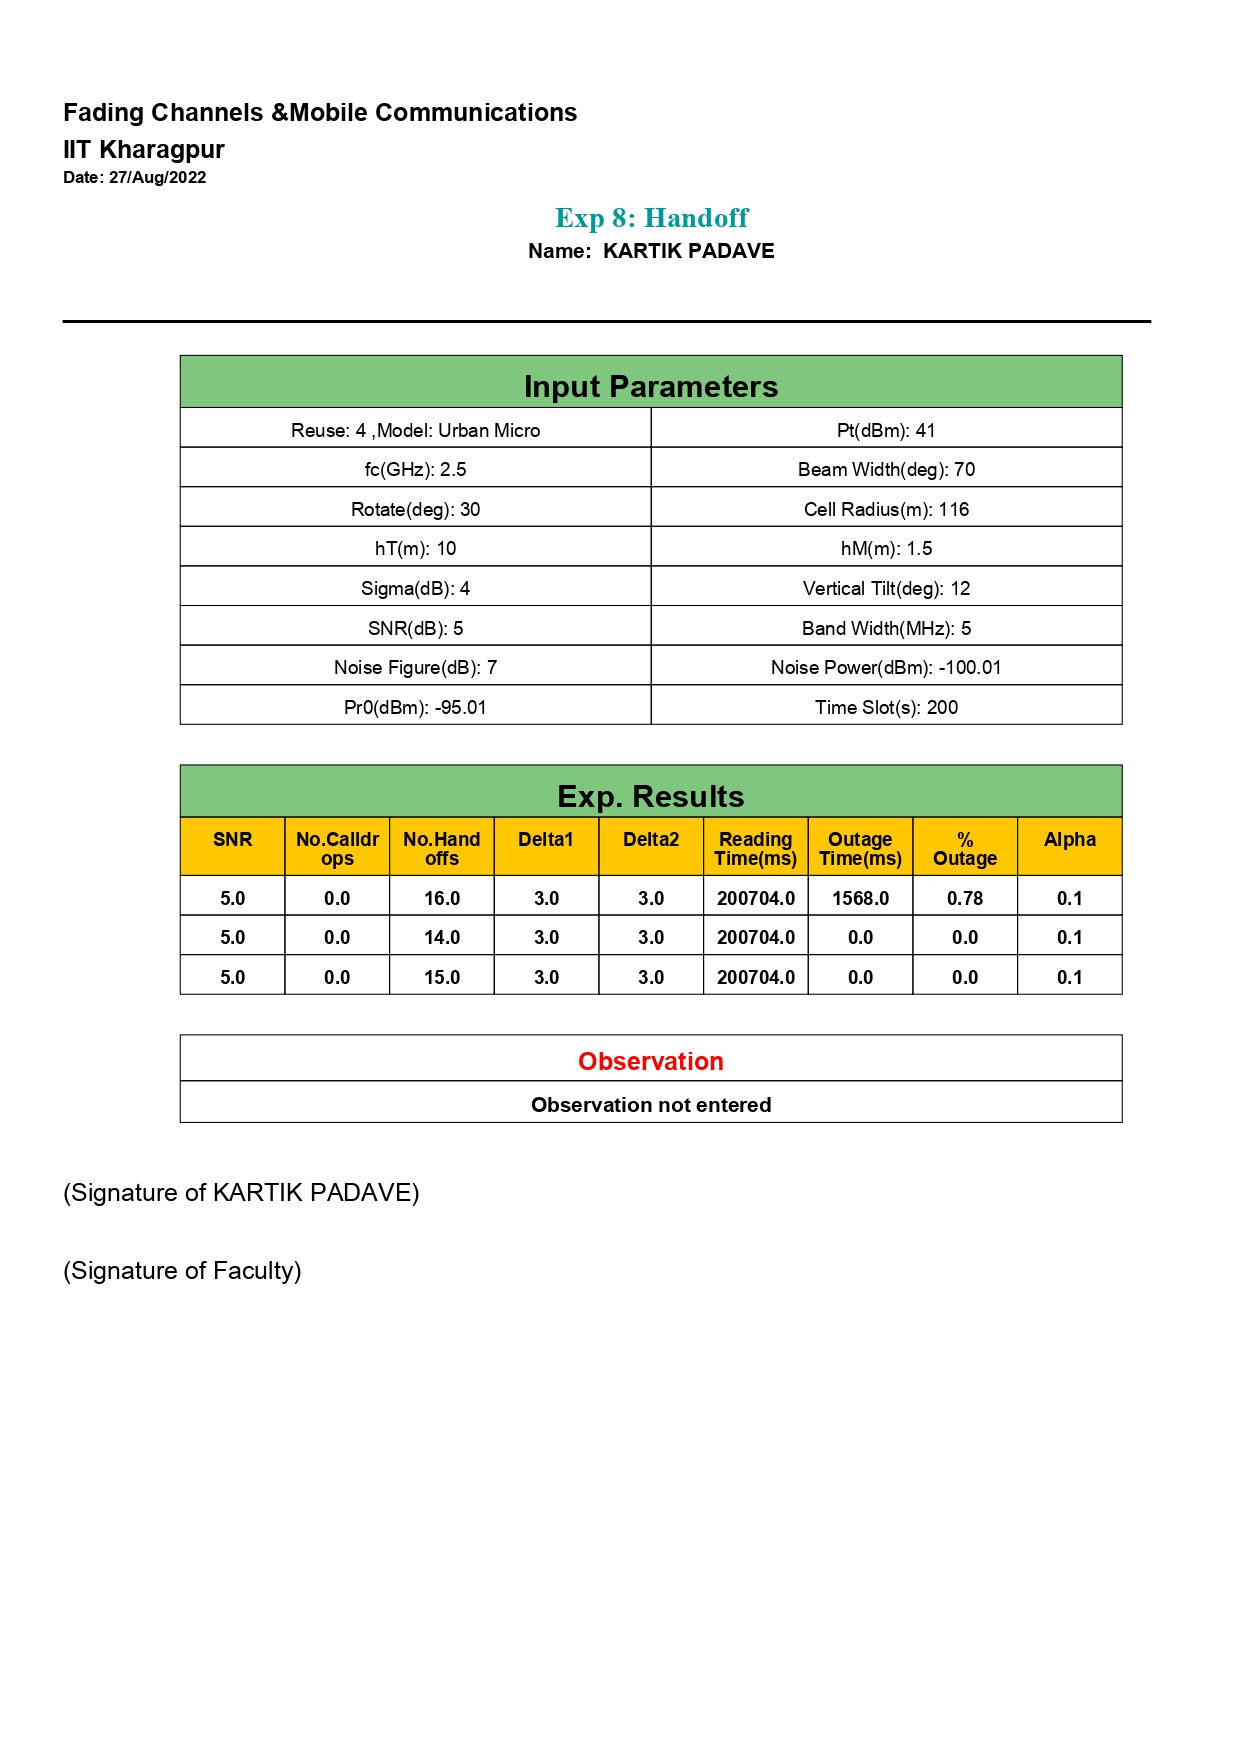 Fading Channels &Mobile Communications
IIT Kharagpur
Date: 27/Aug/2022
Exp 8: Handoff
Name: KARTIK PADAVE
Input Parameters
Reuse: 4 ,Model: Urban Micro Pt(dBm): 41
fc(GHz): 2.5 Beam Width(deg): 70
Rotate(deg): 30 Cell Radius(m): 116
hT(m): 10 hM(m): 1.5
Sigma(dB): 4 Vertical Tilt(deg): 12
SNR(dB): 5 Band Width(MHz): 5
Noise Figure(dB): 7 Noise Power(dBm): -100.01
Pr0(dBm): -95.01 Time Slot(s): 200
Exp. Results
SNR No.Calldr No.Hand Delta1 Delta2 Reading Outage % Alpha
ops offs Time(ms) Time(ms) Outage
5.0 0.0 16.0 3.0 3.0 200704.0 1568.0 0.78 0.1
5.0 0.0 14.0 3.0 3.0 200704.0 0.0 0.0 0.1
5.0 0.0 15.0 3.0 3.0 200704.0 0.0 0.0 0.1
Observation
Observation not entered
(Signature of KARTIK PADAVE)
(Signature of Faculty)